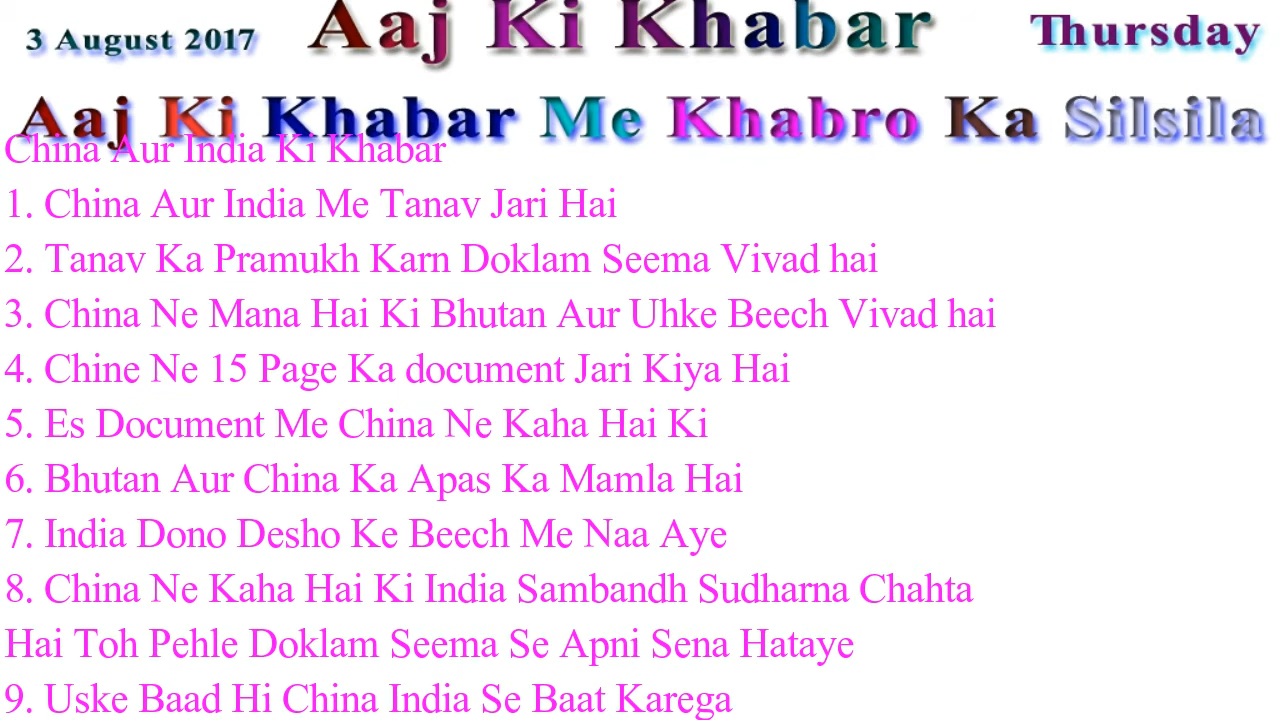 3 August 2017 Aaj Ki Khabar Thursday
Aaj Ki Khabar Me Khabro Ka Silsila
China Aur India Ki Khabar
1. China Aur India Me Tanav Jari Hai
2. Tanav Ka Pramukh Karn Doklam Seema Vivad hai
3. China Ne Mana Hai Ki Bhutan Aur Uhke Beech Vivad hai
4. Chine Ne 15 Page Ka document Jari Kiya Hai
5. Es Document Me China Ne Kaha Hai Ki
6. Bhutan Aur China Ka Apas Ka Mamla Hai
7. India Dono Desho Ke Beech Me Naa Aye
8. China Ne Kaha Hai Ki India Sambandh Sudharna Chahta
Hai Toh Pehle Doklam Seema Se Apni Sena Hataye
9. Uske Baad Hi China India Se Baat Karega